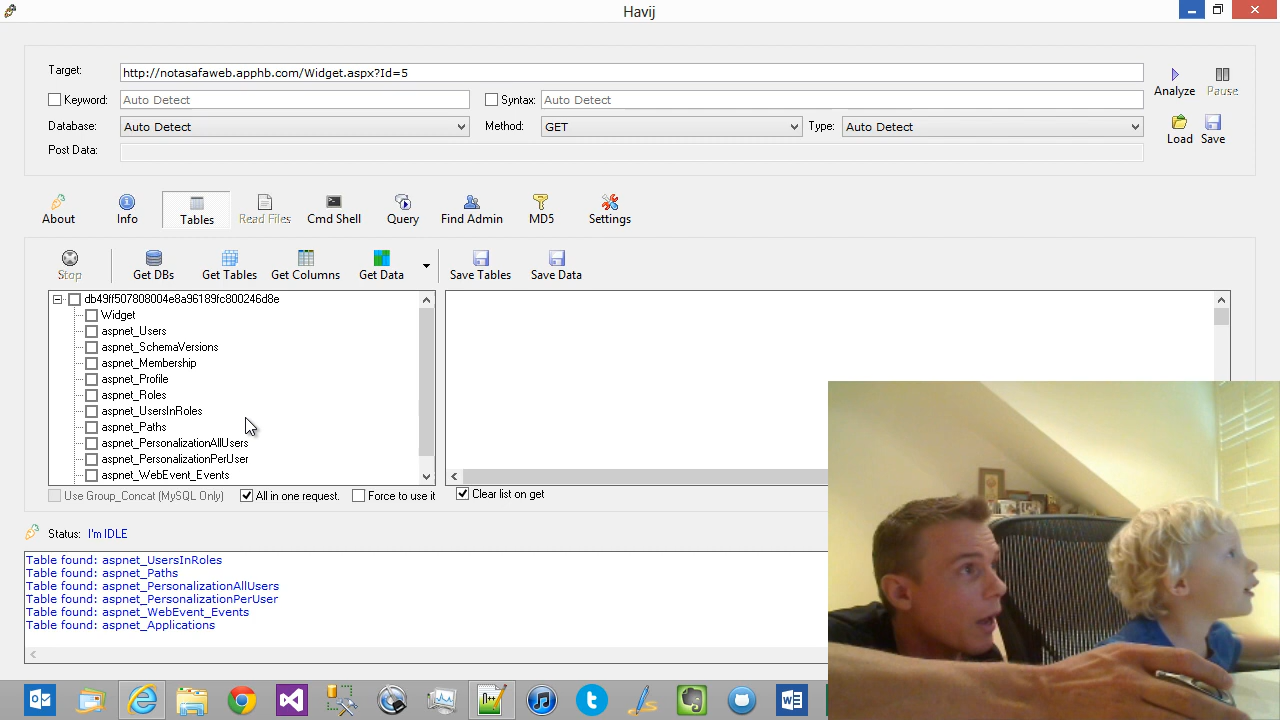 Havij
Target: http://notasafaweb.apphb.com/Widget.aspx?Id=5
Analyze Pause
Keyword: Auto Detect Syntax: Auto Detect
Database: Auto Detect Method: GET Type: Auto Detect
Load Save
Post Data:
About Info Tables Read Files Cmd Shell Query Find Admin MD5 Settings
Stop Get DBs Get Tables Get Columns Get Data Save Tables Save Data
db49ff507808004e8a96189fc800246d8e
Widget
aspnet_Users
aspnet_SchemaVersions
aspnet_Membership
aspnet_Profile
aspnet_Roles
aspnet_UsersInRoles
aspnet_Paths
aspnet_PersonalizationAllUsers
aspnet_PersonalizationPerUser
aspnet_WebEvent_Events
Use Group_Concat (MySQL Only) All in one request. Force to use it Clear list on get
Status: I'm IDLE
Table found: aspnet_UsersInRoles
Table found: aspnet_Paths
Table found: aspnet_PersonalizationAllUsers
Table found: aspnet_PersonalizationPerUser
Table found: aspnet_WebEvent_Events
Table found: aspnet_Applications